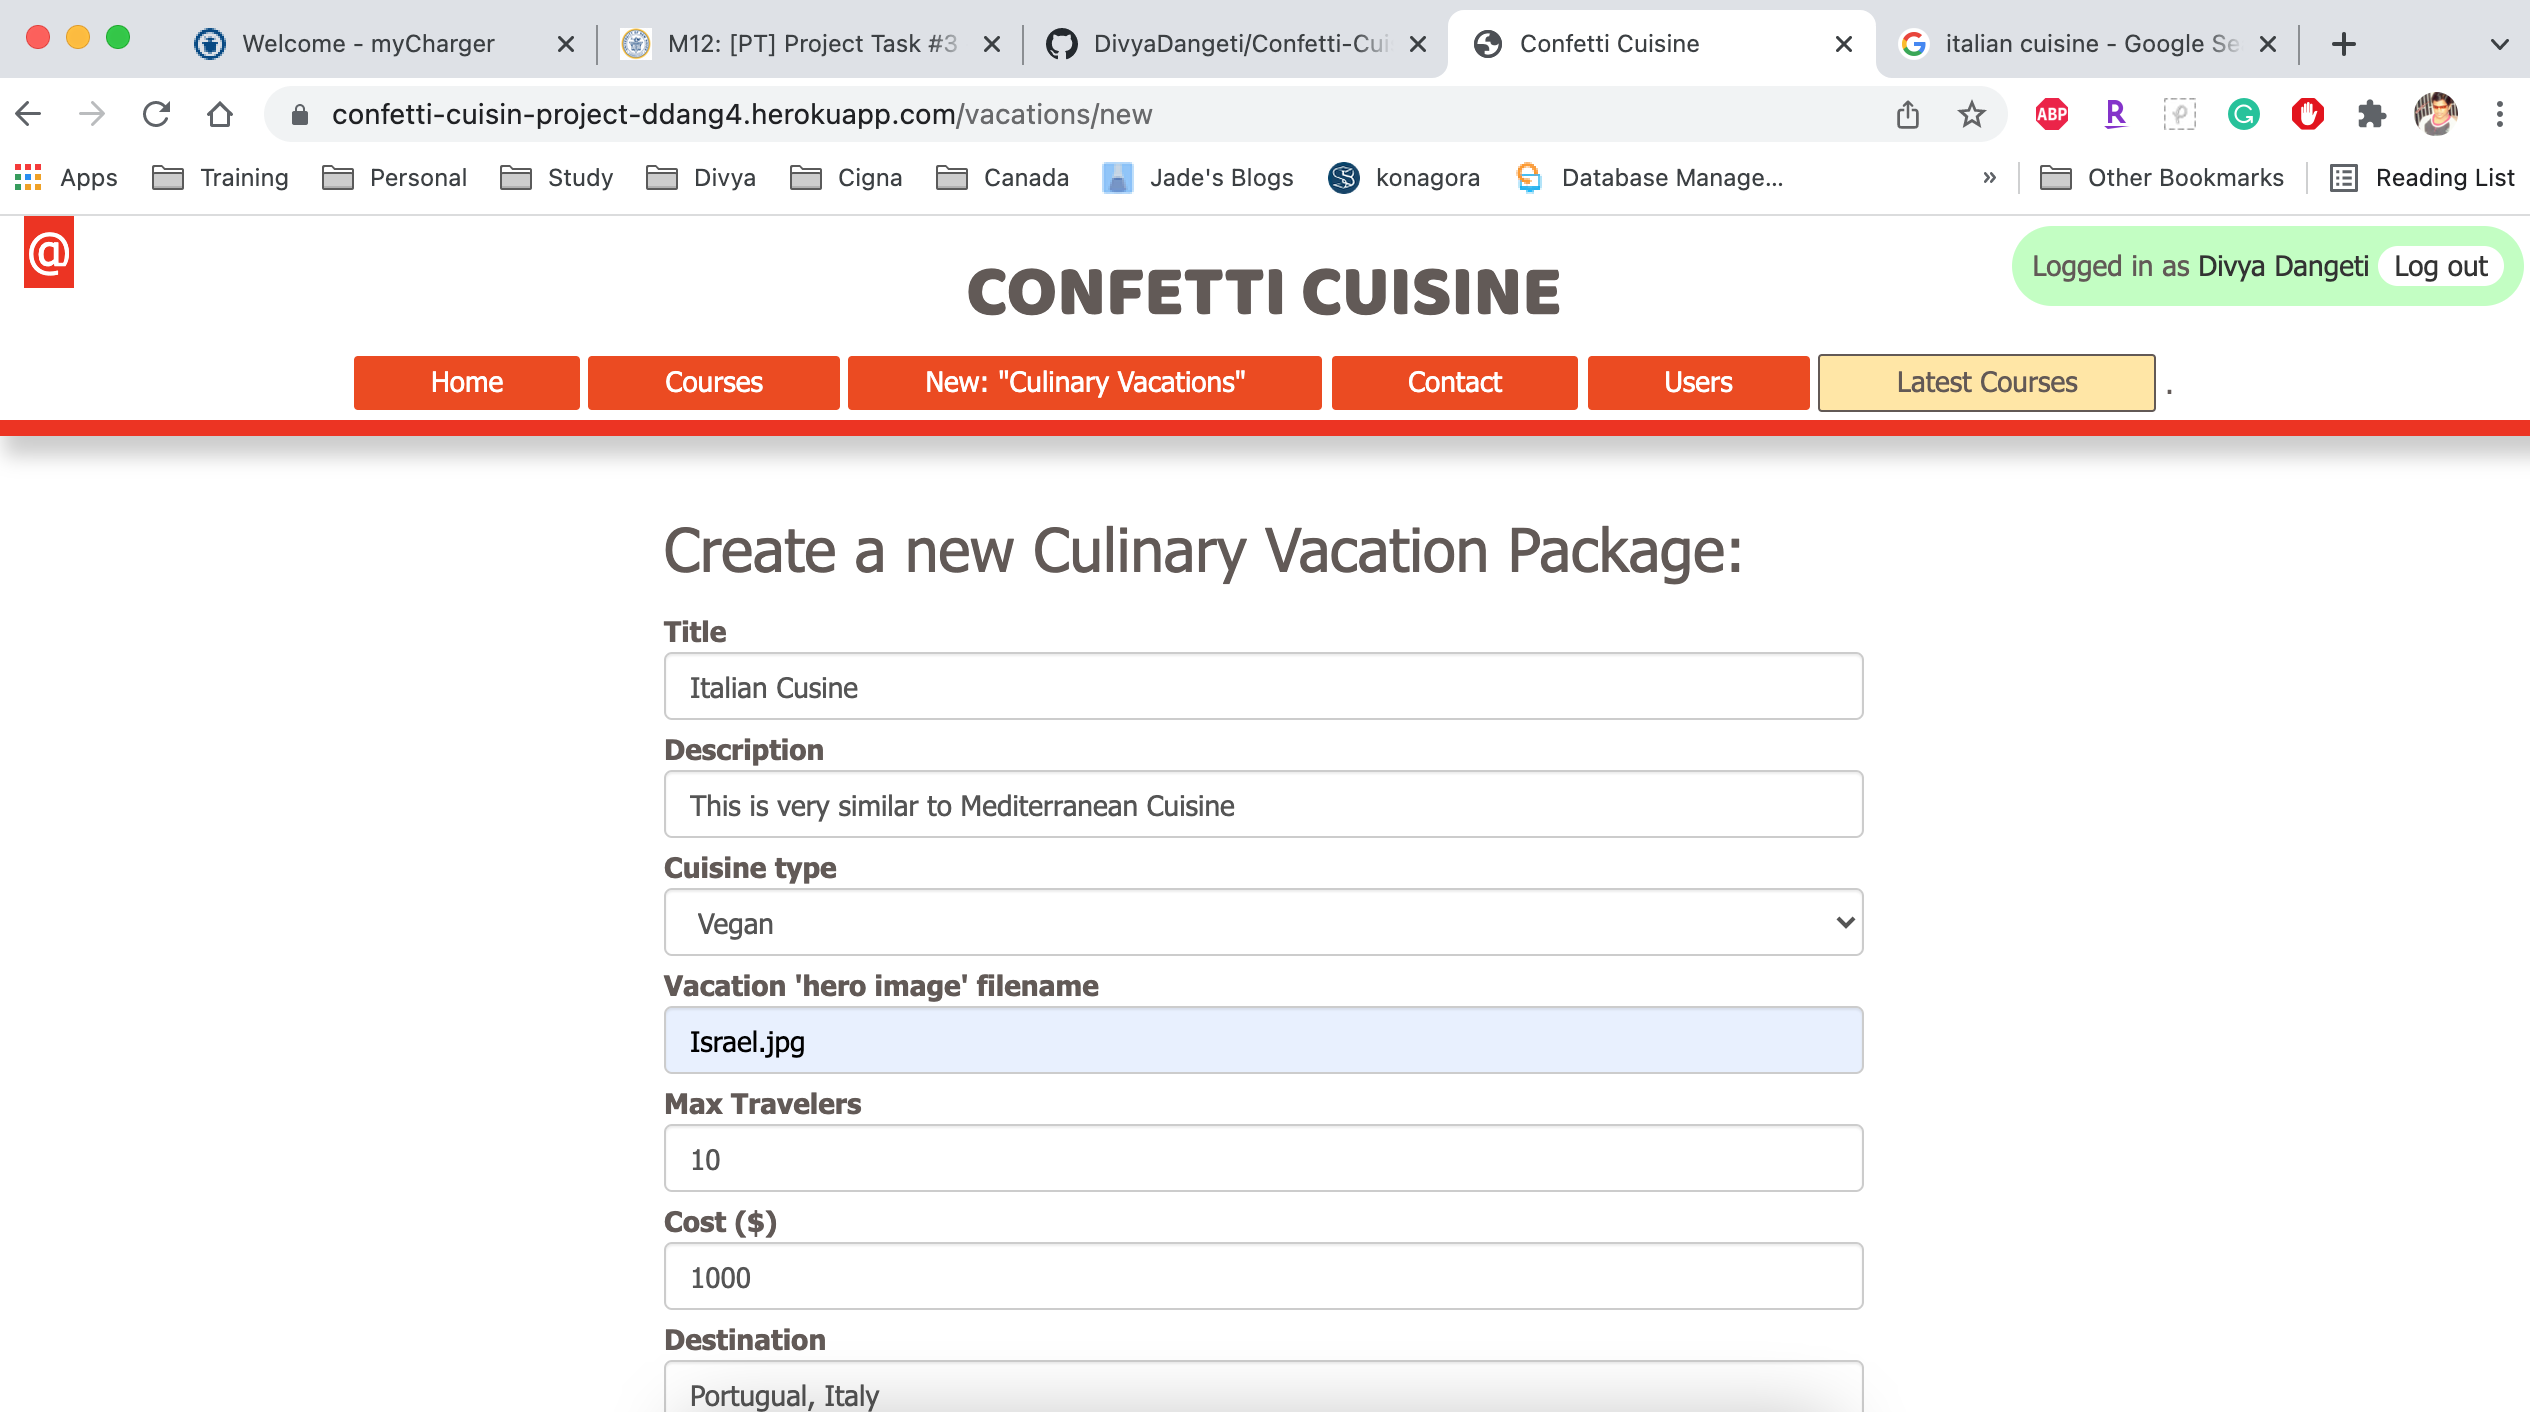 Welcome - myCharger
M12: [PT] Project Task #3
DivyaDangeti/Confetti-Cui
Confetti Cuisine
italian cuisine - Google Se
confetti-cuisin-project-ddang4.herokuapp.com/vacations/new
ABP
R
Apps
Training
Personal
Study
Divya
Cigna
Canada
Jade's Blogs
konagora
Database Manage...
»
Other Bookmarks
Reading List
@
CONFETTI CUISINE
Logged in as Divya Dangeti Log out
Home
Courses
New: "Culinary Vacations"
Contact
Users
Latest Courses
.
Create a new Culinary Vacation Package:
Title
Italian Cusine
Description
This is very similar to Mediterranean Cuisine
Cuisine type
Vegan
Vacation 'hero image' filename
Israel.jpg
Max Travelers
10
Cost ($)
1000
Destination
Portugual, Italy